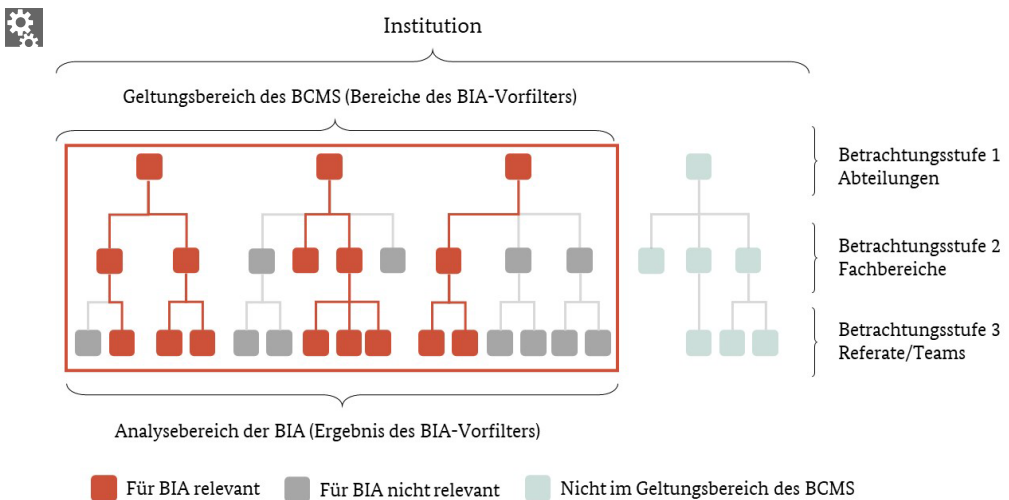 Institution
Geltungsbereich des BCMS (Bereiche des BIA-Vorfilters)
Betrachtungsstufe 1
Abteilungen
Betrachtungsstufe 2
Fachbereiche
Betrachtungsstufe 3
Referate/Teams
Analysebereich der BIA (Ergebnis des BIA-Vorfilters)
Für BIA relevant
Für BIA nicht relevant
Nicht im Geltungsbereich des BCMS